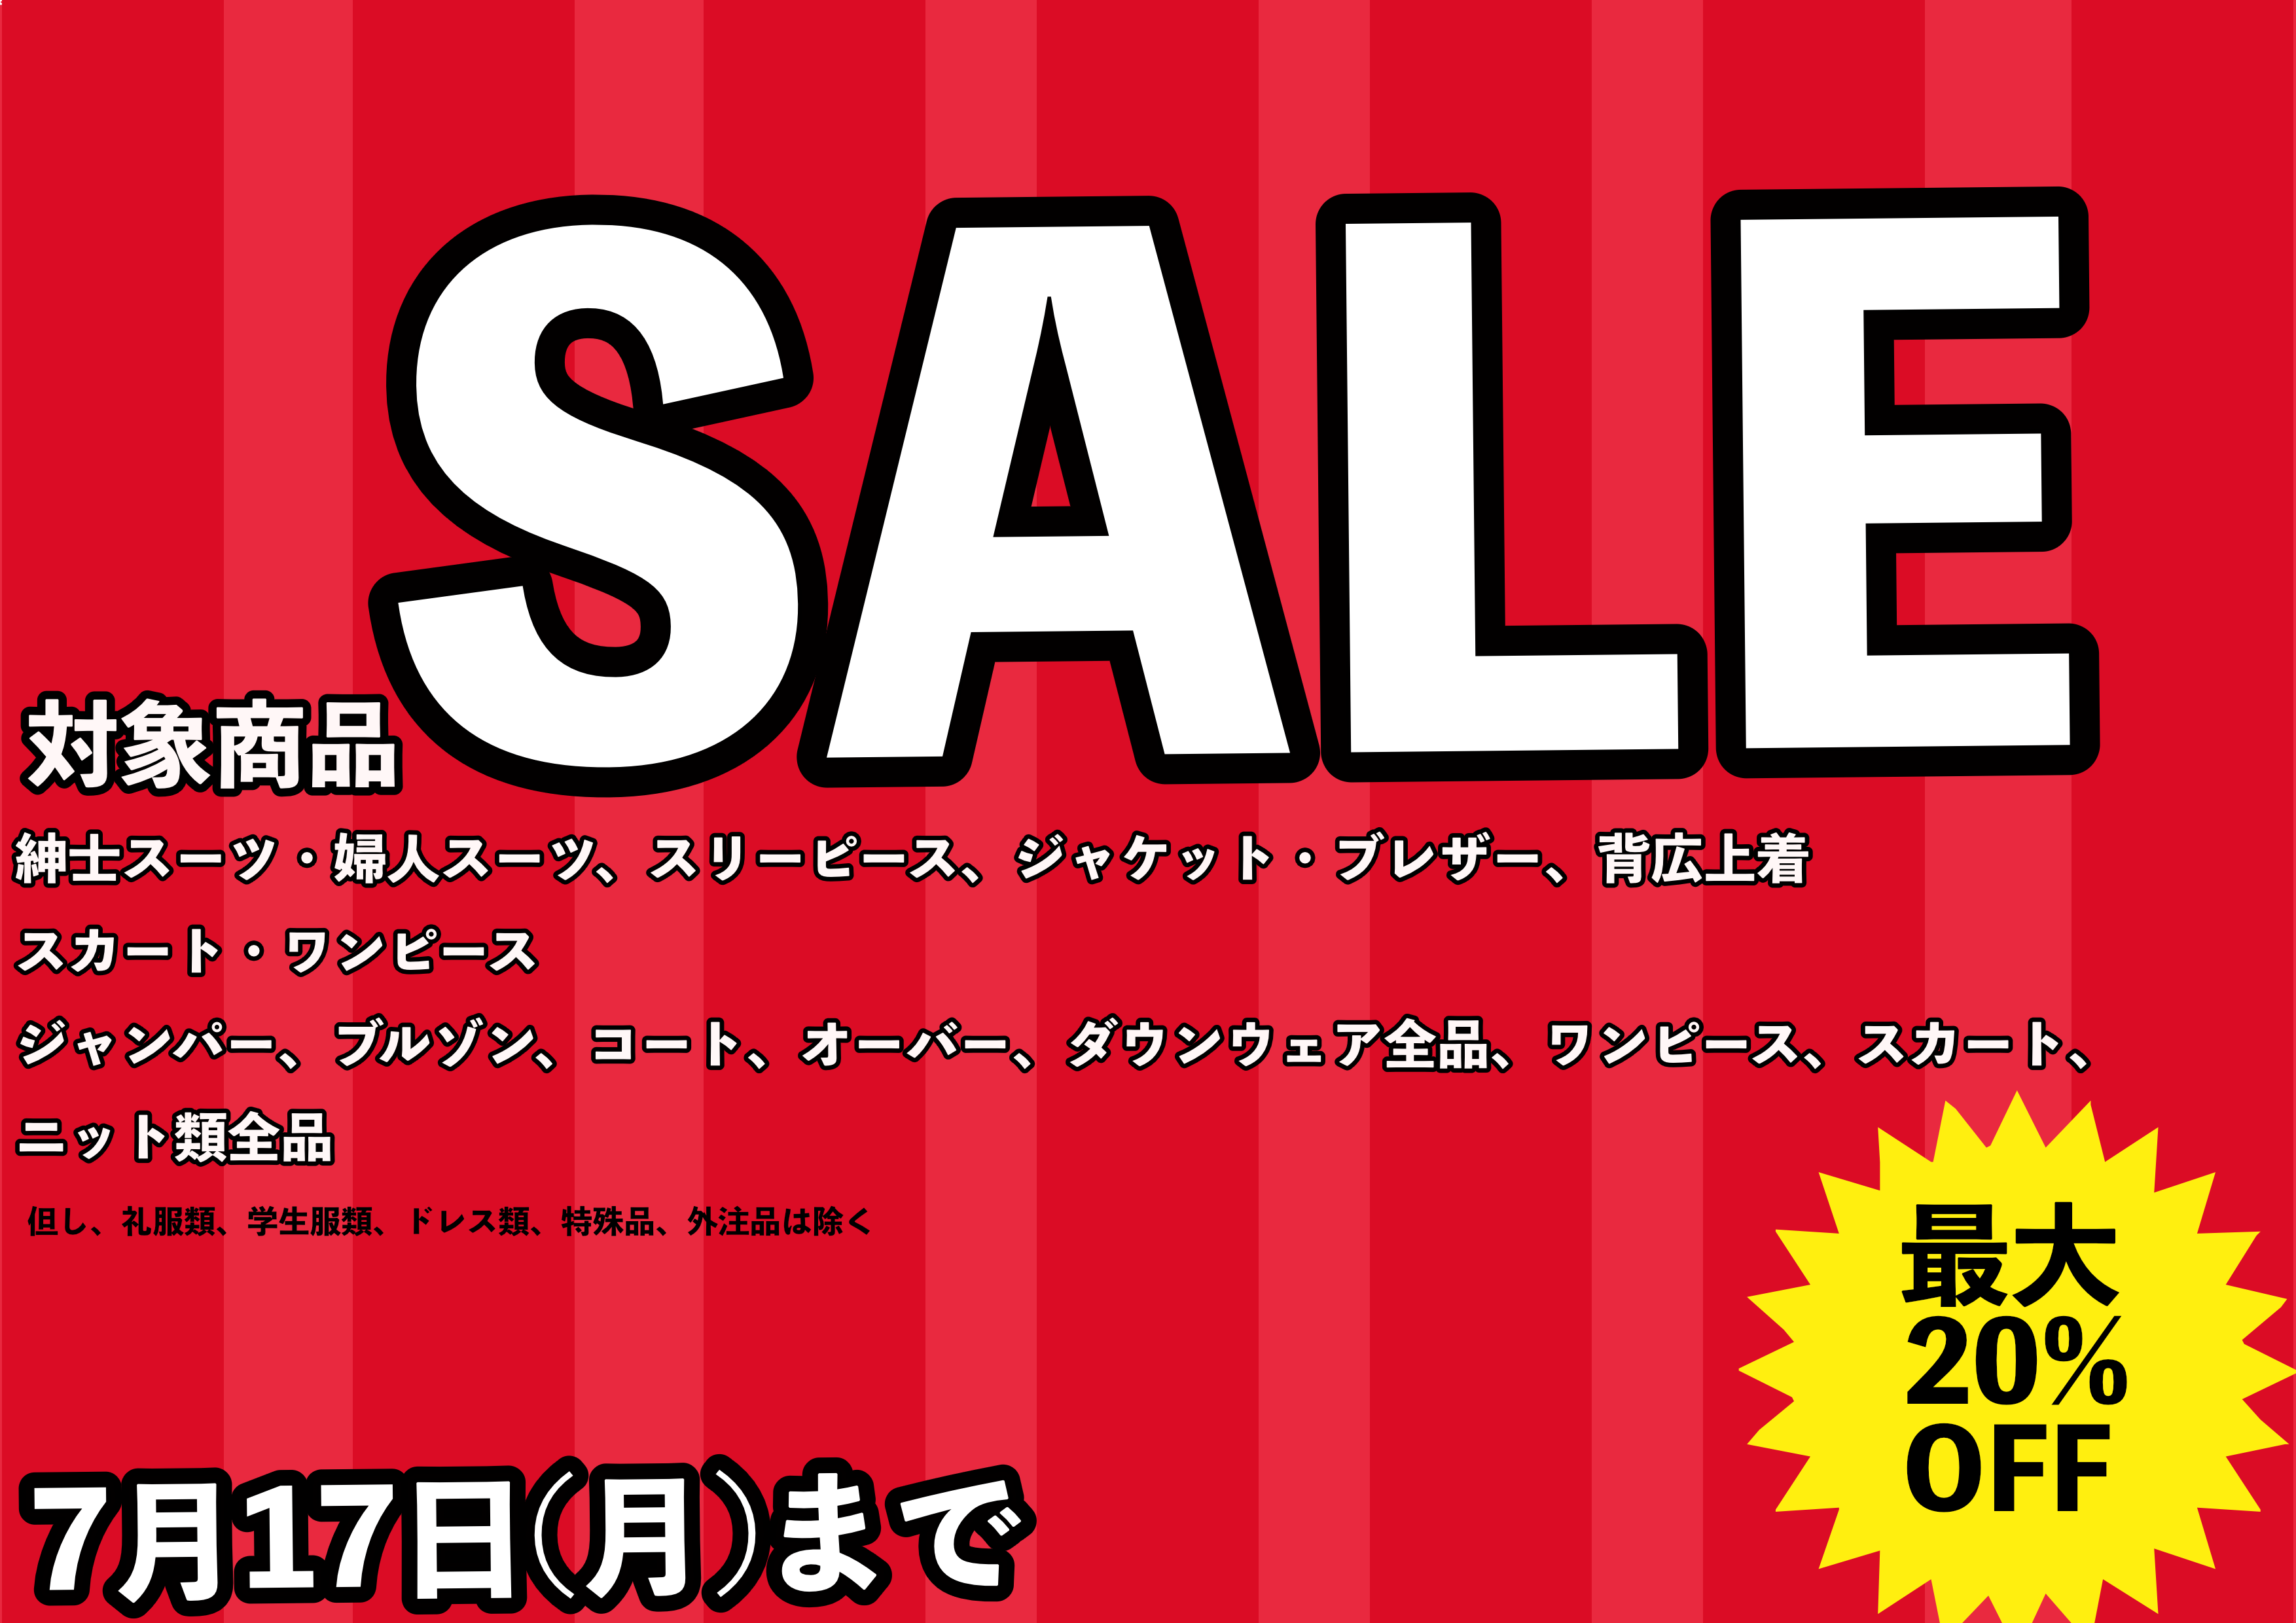 SALE
対象商品
紳士スーツ・婦人スーツ、スリーピース、ジャケット・ブレザー、背広上着
スカート・ワンピース
ジャンパー、ブルゾン、コート、オーバー、ダウンウェア全品、ワンピース、スカート、
ニット類全品
但し、礼服類、学生服類、ドレス類、特殊品、外注品は除く
最大
20%
OFF
7月17日(月)まで